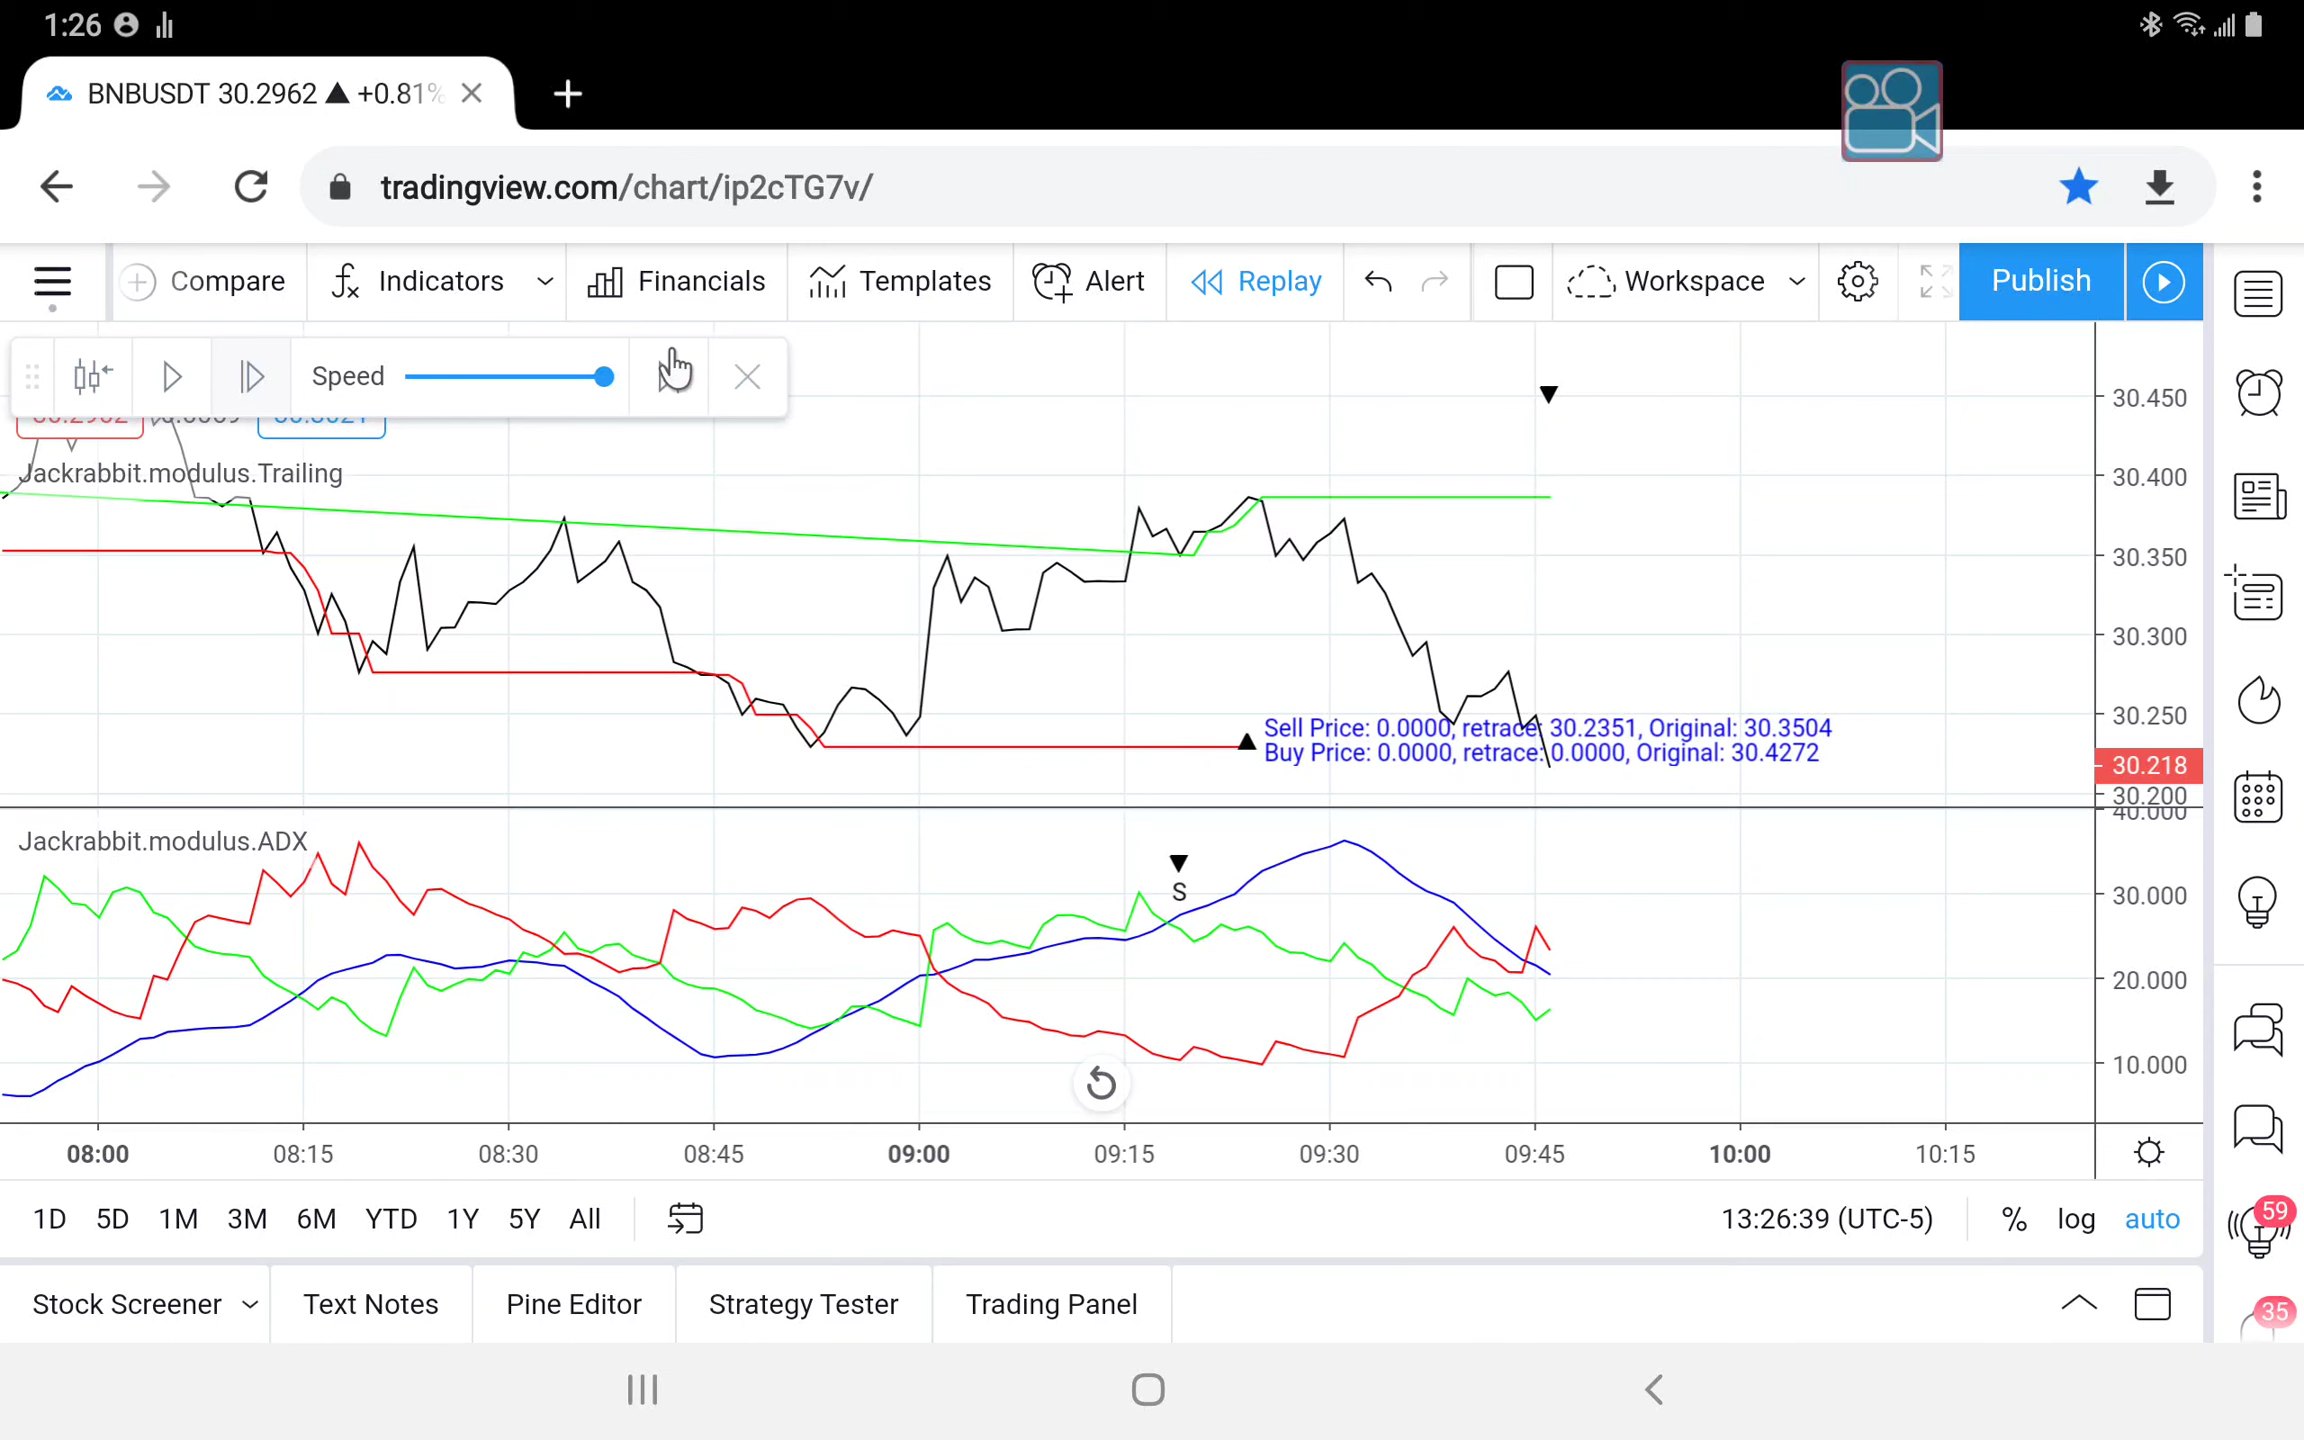 1:26
BNBUSDT 30.2962 ▲ +0.81%
tradingview.com/chart/ip2cTG7v/
Compare Indicators Financials Templates Alert Replay Workspace Publish
Speed
Jackrabbit.modulus.Trailing
30.450
30.400
30.350
30.300
30.250
30.218
30.200
Sell Price: 0.0000, retrace: 30.2351, Original: 30.3504
Buy Price: 0.0000, retrace: 0.0000, Original: 30.4272
Jackrabbit.modulus.ADX
S
40.000
30.000
20.000
10.000
08:00 08:15 08:30 08:45 09:00 09:15 09:30 09:45 10:00 10:15
1D 5D 1M 3M 6M YTD 1Y 5Y All 13:26:39 (UTC-5) % log auto
59
Stock Screener Text Notes Pine Editor Strategy Tester Trading Panel
35